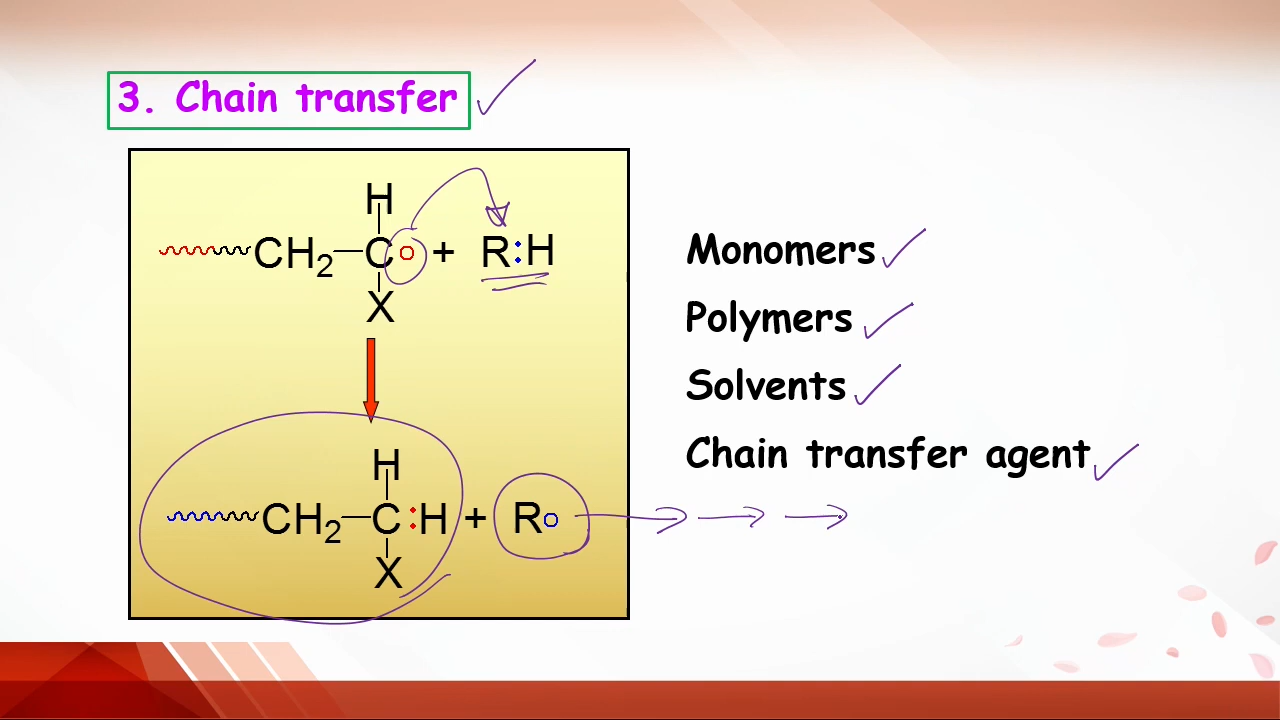 3. Chain transfer
H
CH2—C○ + R:H
X
H
CH2—C:H + R○
X
Monomers
Polymers
Solvents
Chain transfer agent